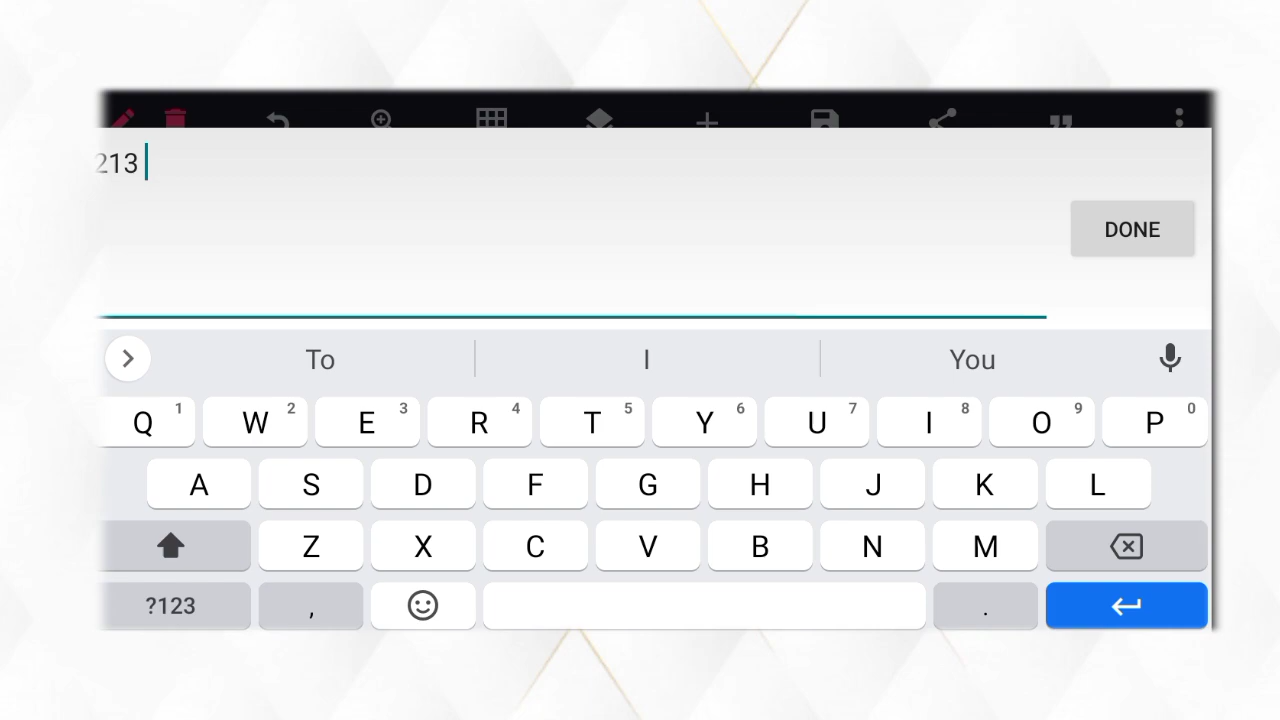 213
DONE
To I You
Q 1 W 2 E 3 R 4 T 5 Y 6 U 7 I 8 O 9 P 0
A S D F G H J K L
Z X C V B N M
?123 , .